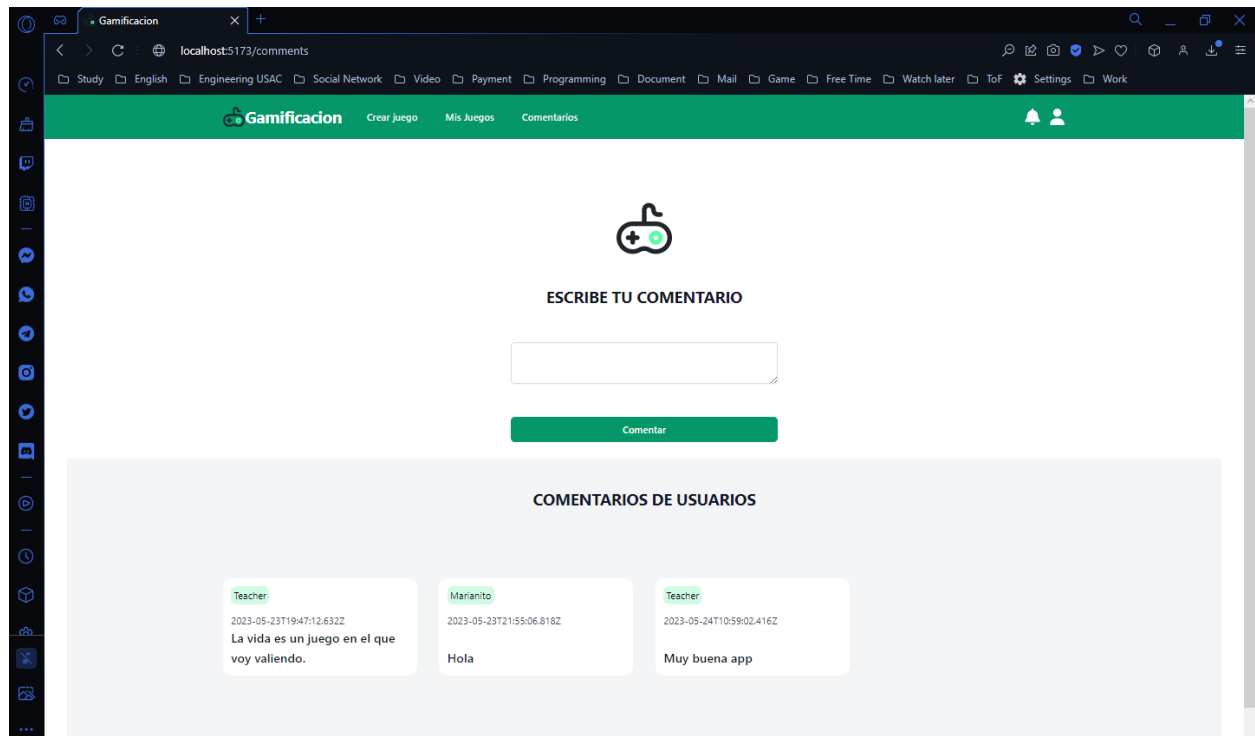 Gamificacion
localhost:5173/comments
Study English Engineering USAC Social Network Video Payment Programming Document Mail Game Free Time Watch later ToF Settings Work
Gamificacion Crear juego Mis Juegos Comentarios
ESCRIBE TU COMENTARIO
Comentar
COMENTARIOS DE USUARIOS
Teacher
2023-05-23T19:47:12.632Z
La vida es un juego en el que
voy valiendo.
Marianito
2023-05-23T21:55:06.818Z
Hola
Teacher
2023-05-24T10:59:02.416Z
Muy buena app